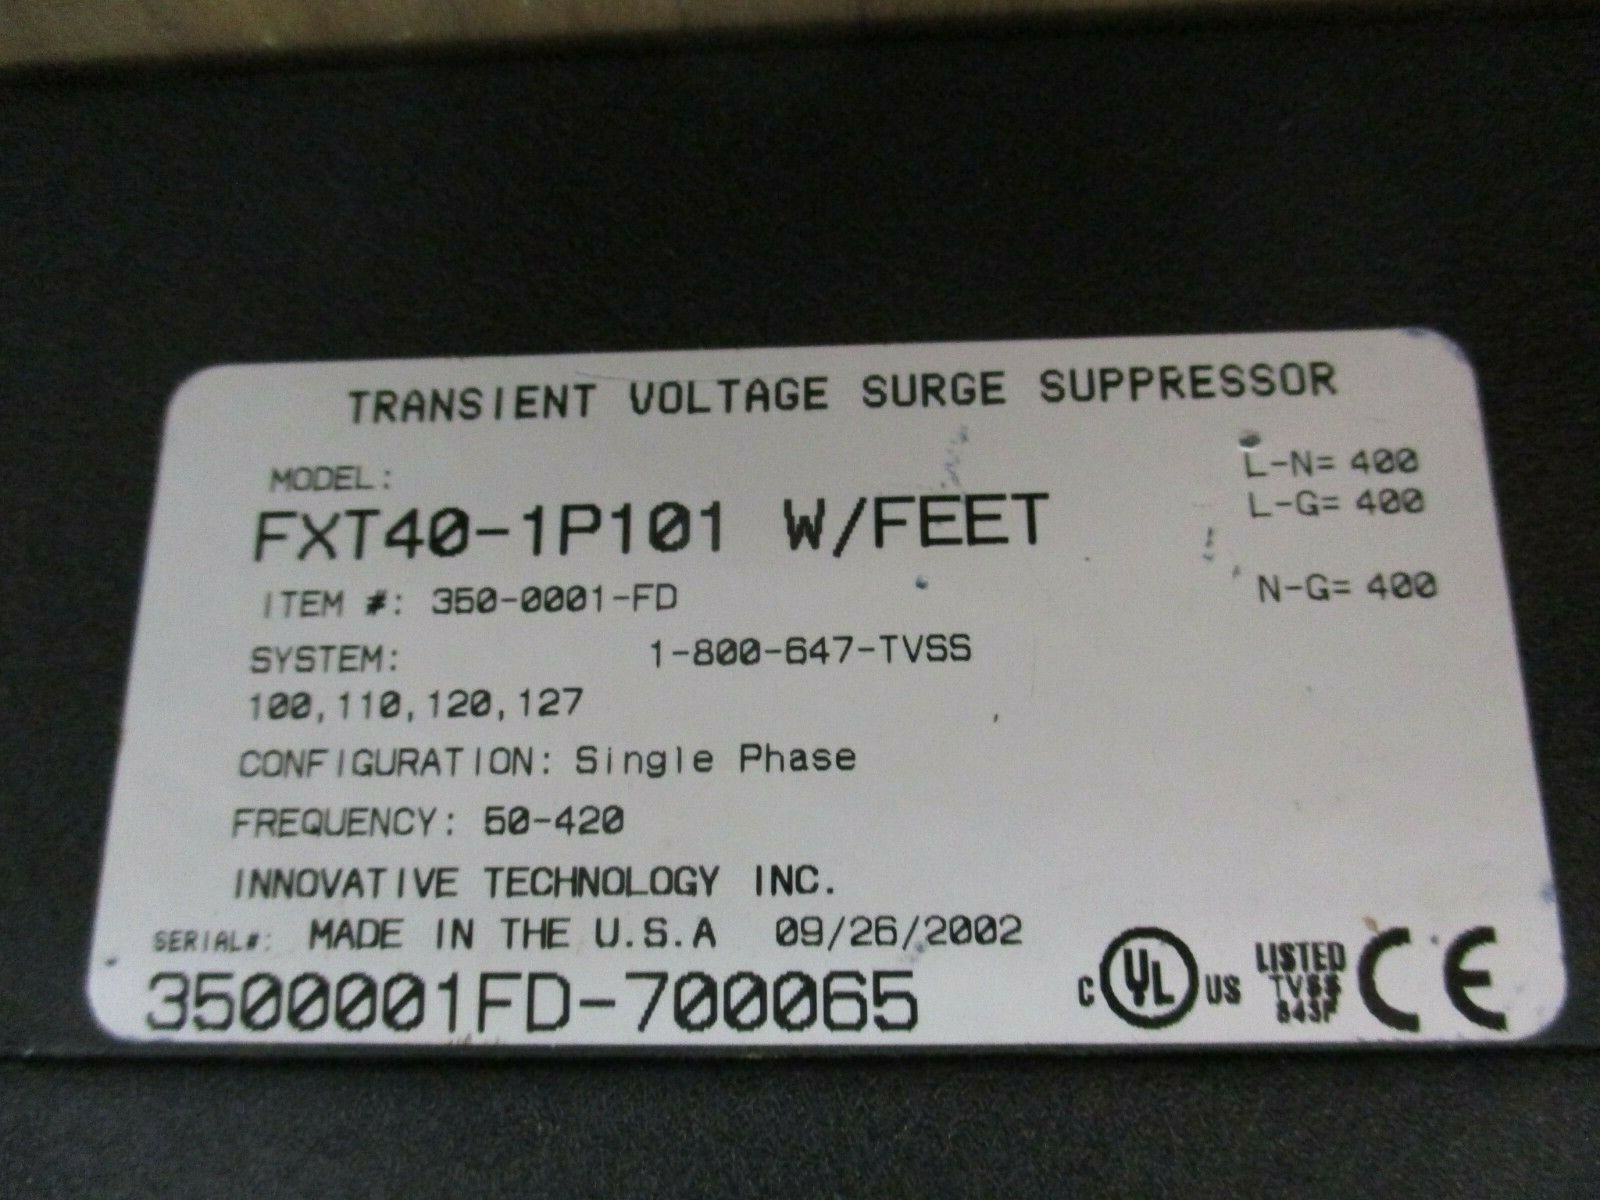 TRANSIENT VOLTAGE SURGE SUPPRESSOR
MODEL:
FXT40-1P101 W/FEET
L-N= 400
L-G= 400
N-G= 400
ITEM #: 350-0001-FD
SYSTEM: 1-800-647-TVSS
100,110,120,127
CONFIGURATION: Single Phase
FREQUENCY: 50-420
INNOVATIVE TECHNOLOGY INC.
SERIAL#: MADE IN THE U.S.A 09/26/2002
3500001FD-700065
C UL US LISTED CE
TVSS
843P